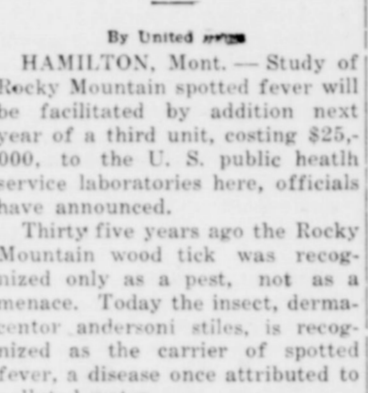 By United
HAMILTON, Mont. — Study of
Rocky Mountain spotted fever will
be facilitated by addition next
year of a third unit, costing $25,-
000, to the U. S. public heatlh
service laboratories here, officials
have announced.
Thirty five years ago the Rocky
Mountain wood tick was recog-
nized only as a pest, not as a
menace. Today the insect, derma-
centor andersoni stiles, is recog-
nized as the carrier of spotted
fever, a disease once attributed to